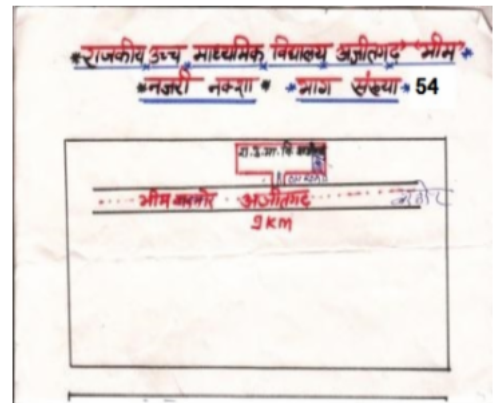 *राजकीय उच्च माध्यमिक विद्यालय अजीतगढ़ "भीम"*
*नजरी नक्शा* *भाग संख्या* 54
रा.उ.मा.वि
भीम अजीतगढ़
9 km